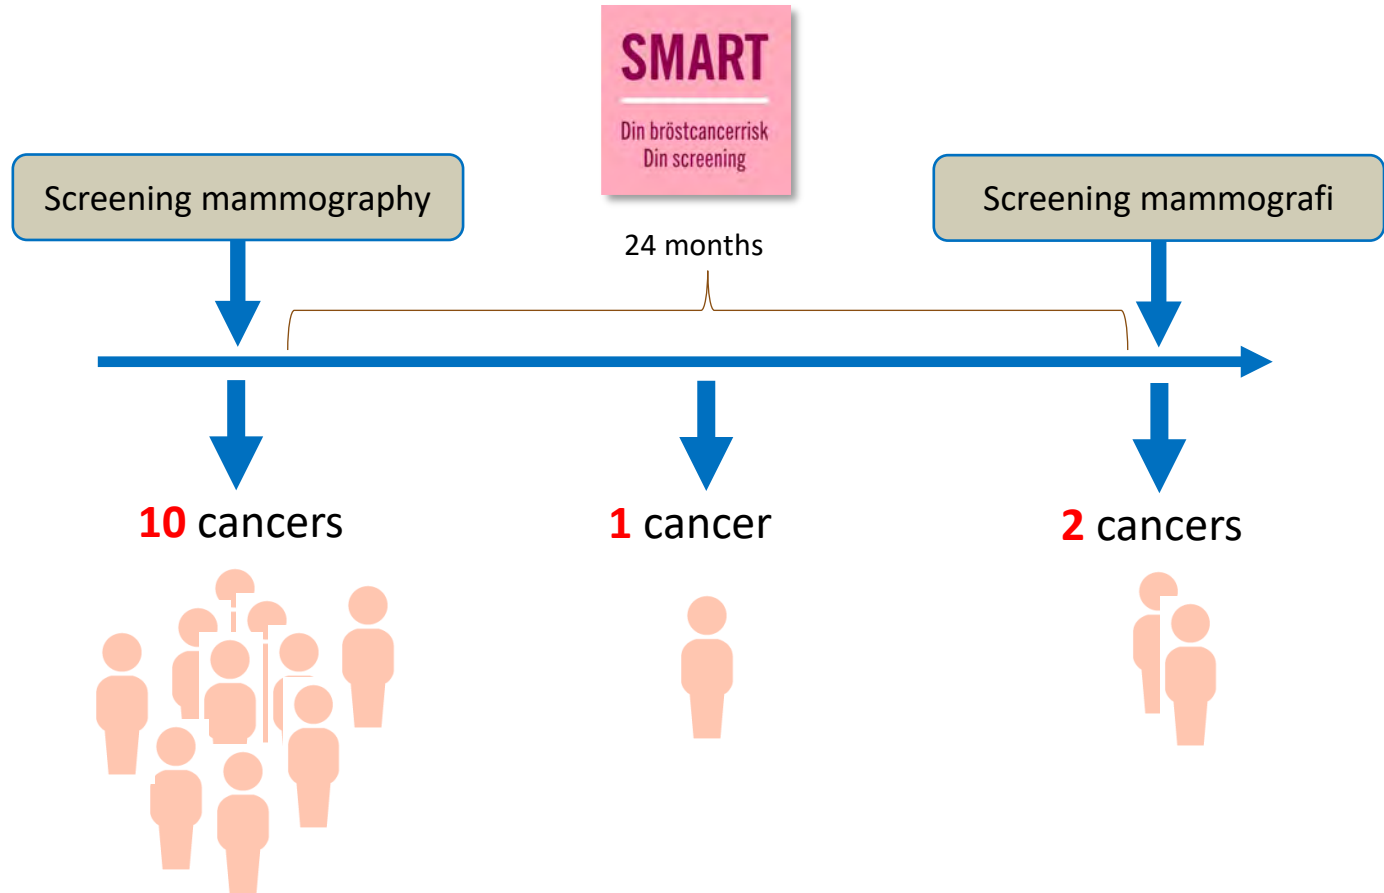 SMART
Din bröstcancerrisk
Din screening
Screening mammography
Screening mammografi
24 months
10 cancers
1 cancer
2 cancers